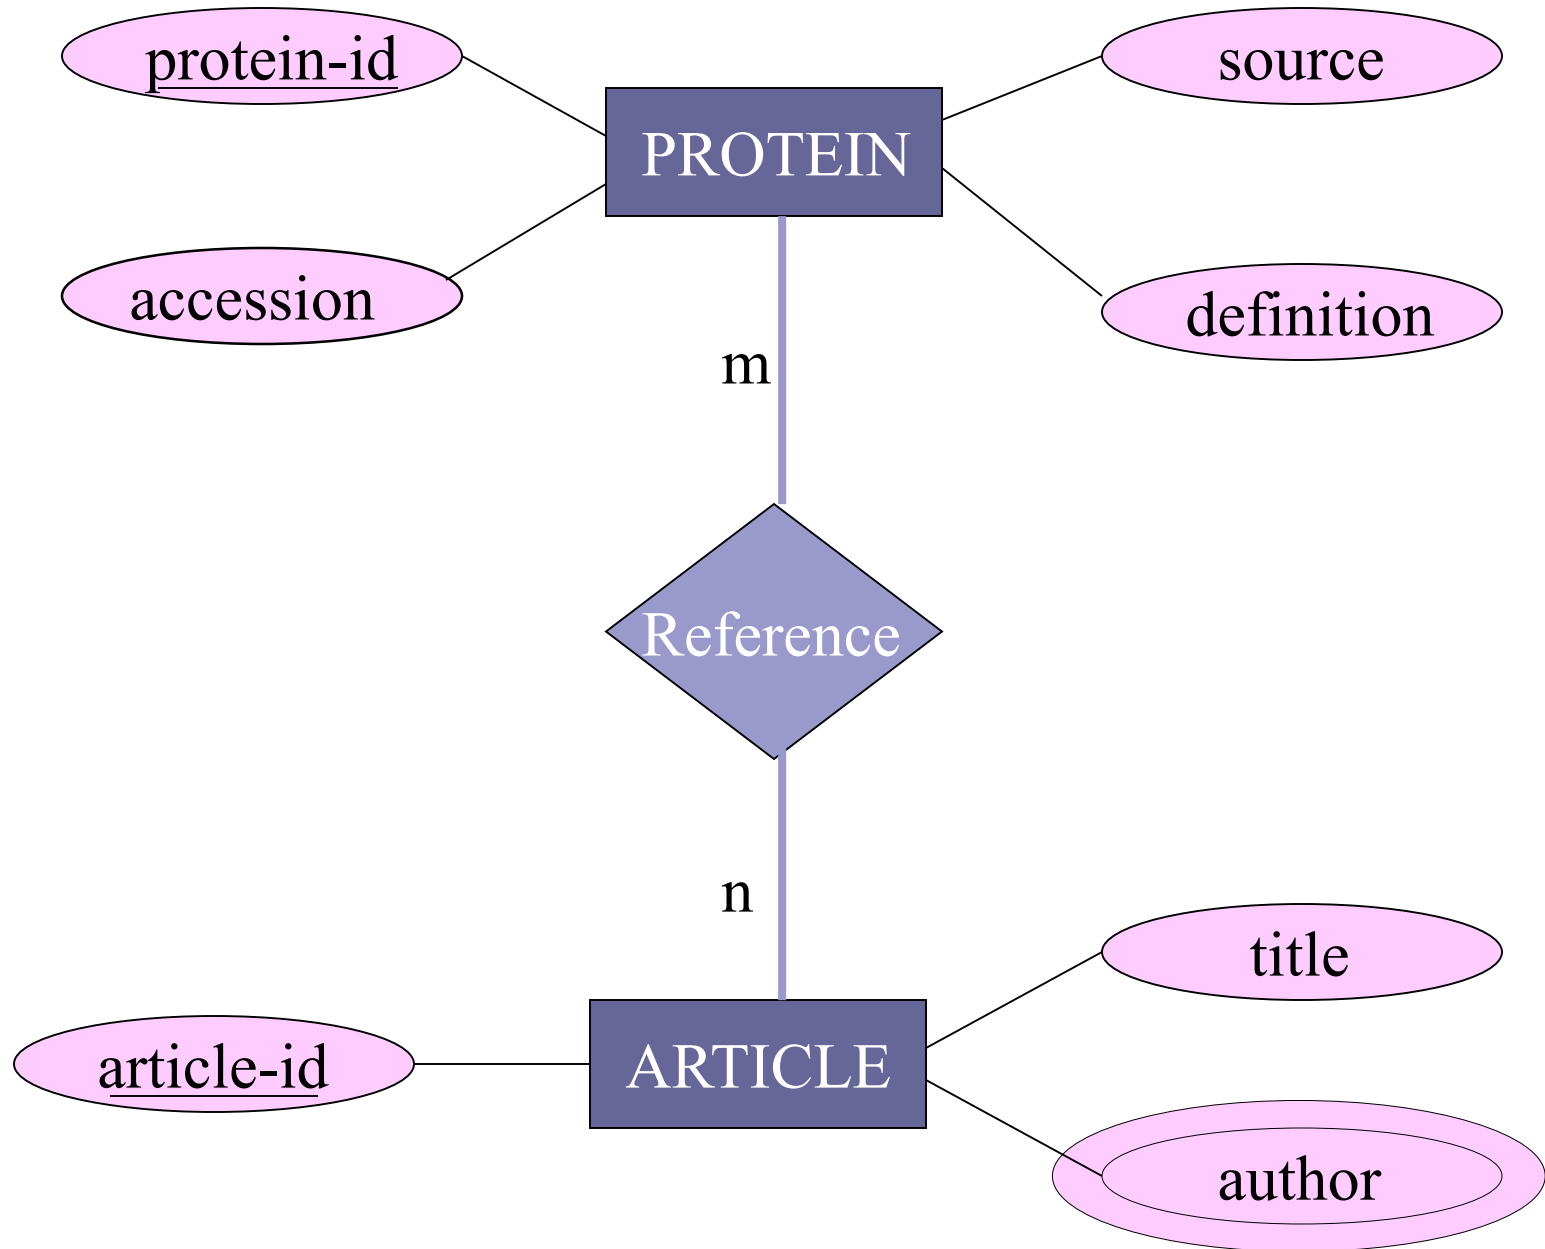 protein-id
source
PROTEIN
accession
definition
m
Reference
n
title
article-id
ARTICLE
author